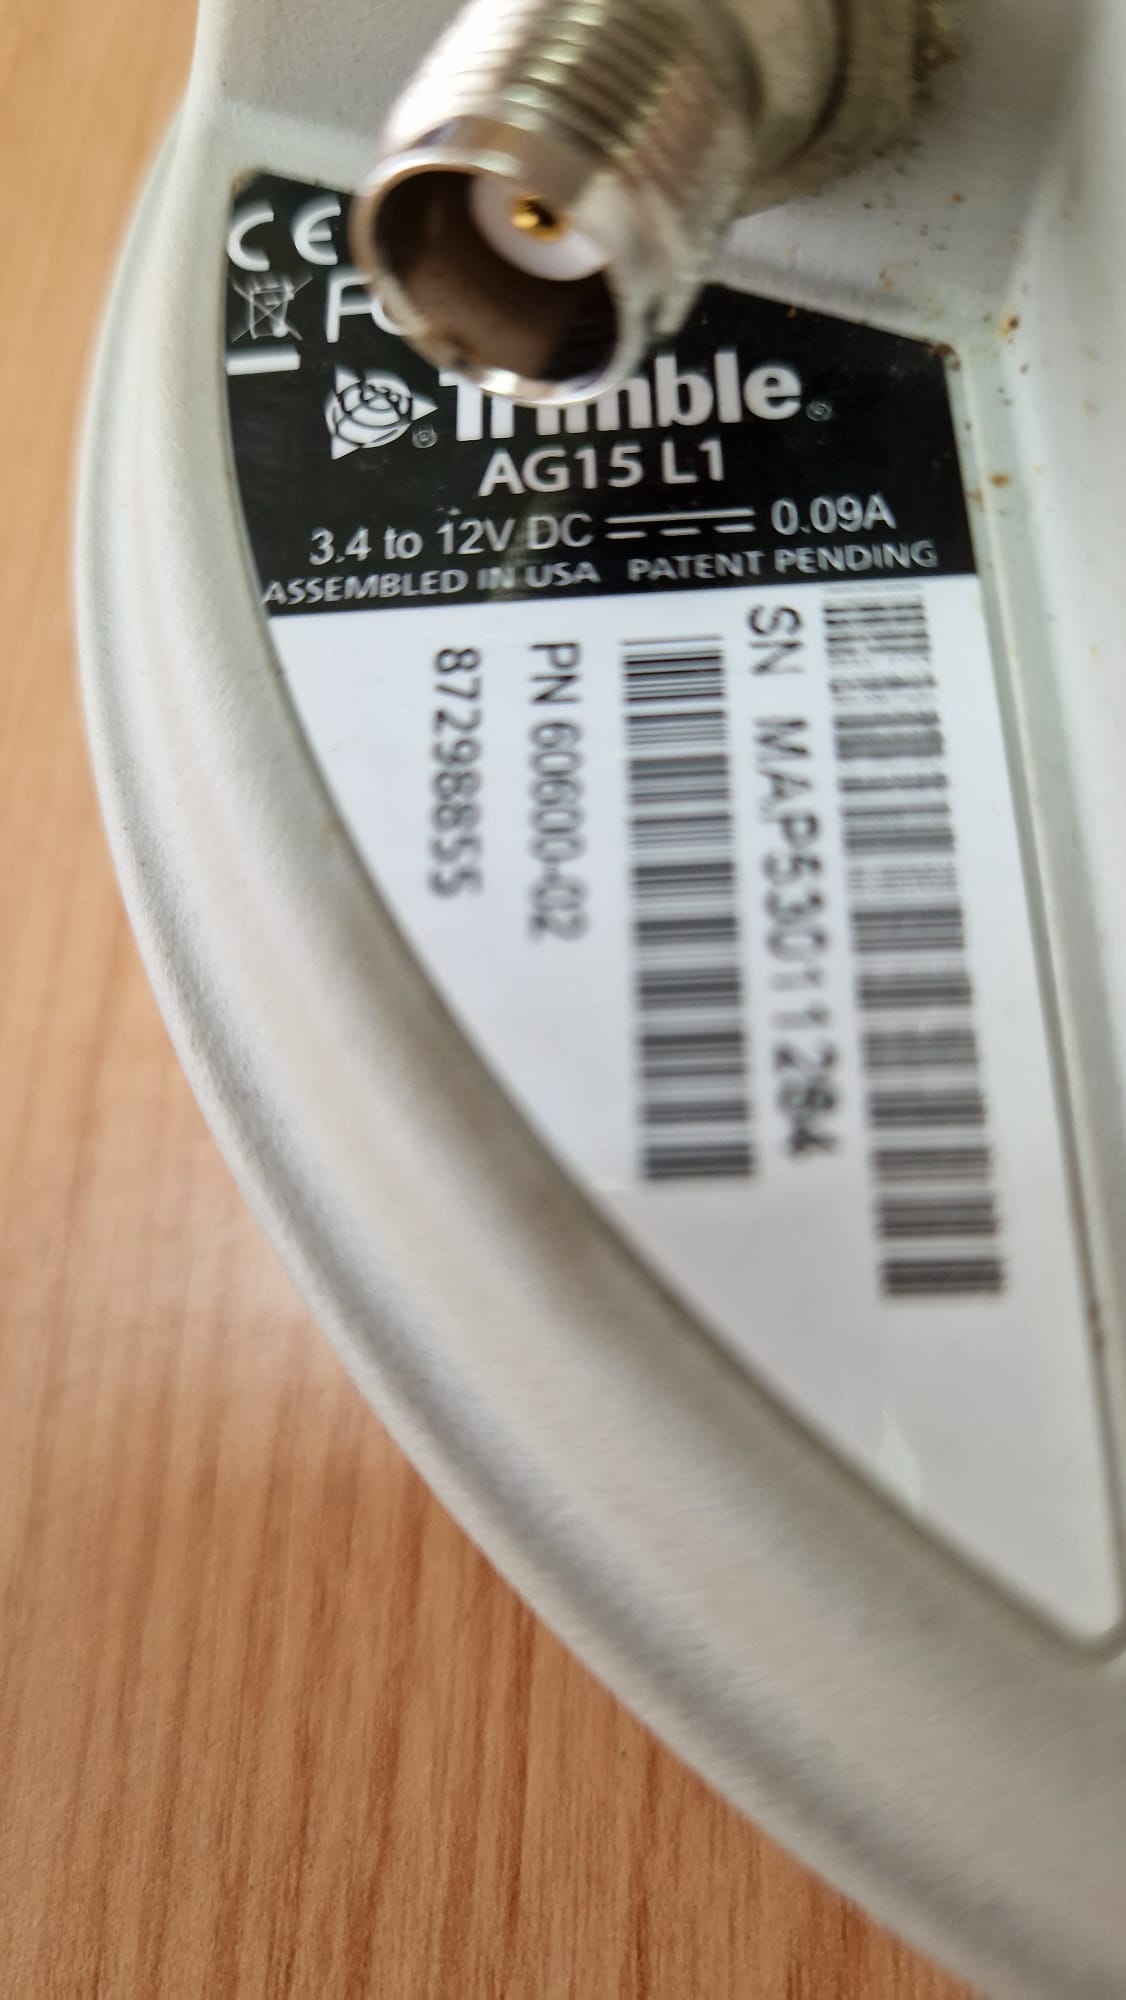 CE
FC
Trimble®
AG15 L1
3.4 to 12V DC 0.09A
ASSEMBLED IN USA PATENT PENDING
SN MAP53011284
PN 60600-02
87298855